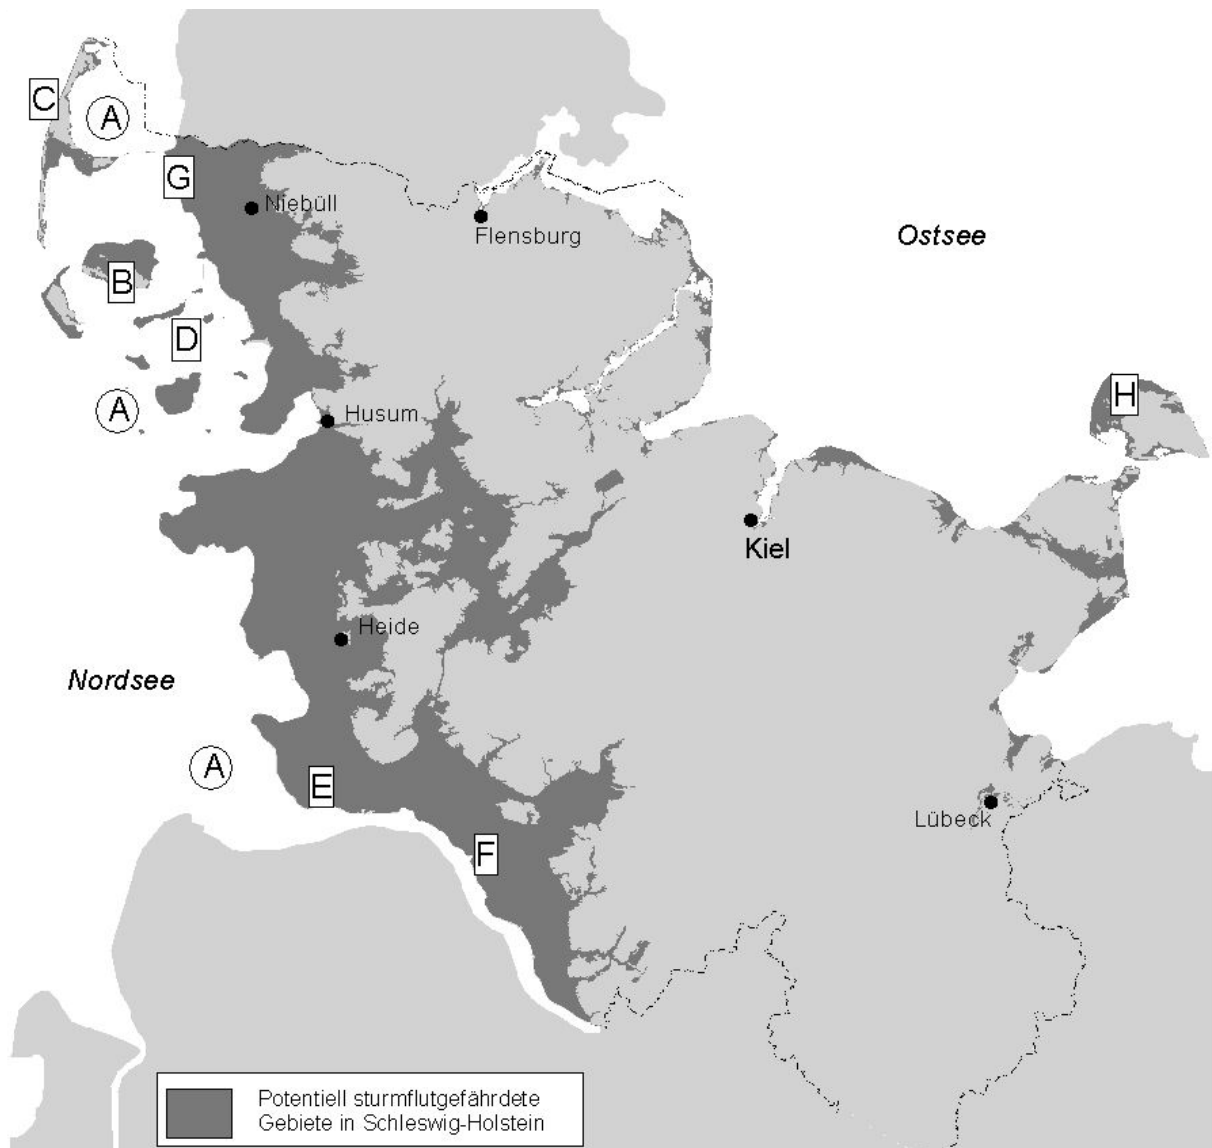 C
A
G
Niebüll
Flensburg
Ostsee
B
D
H
A
Husum
Kiel
Heide
Nordsee
A
E
Lübeck
F
Potentiell sturmflutgefährdete
Gebiete in Schleswig-Holstein